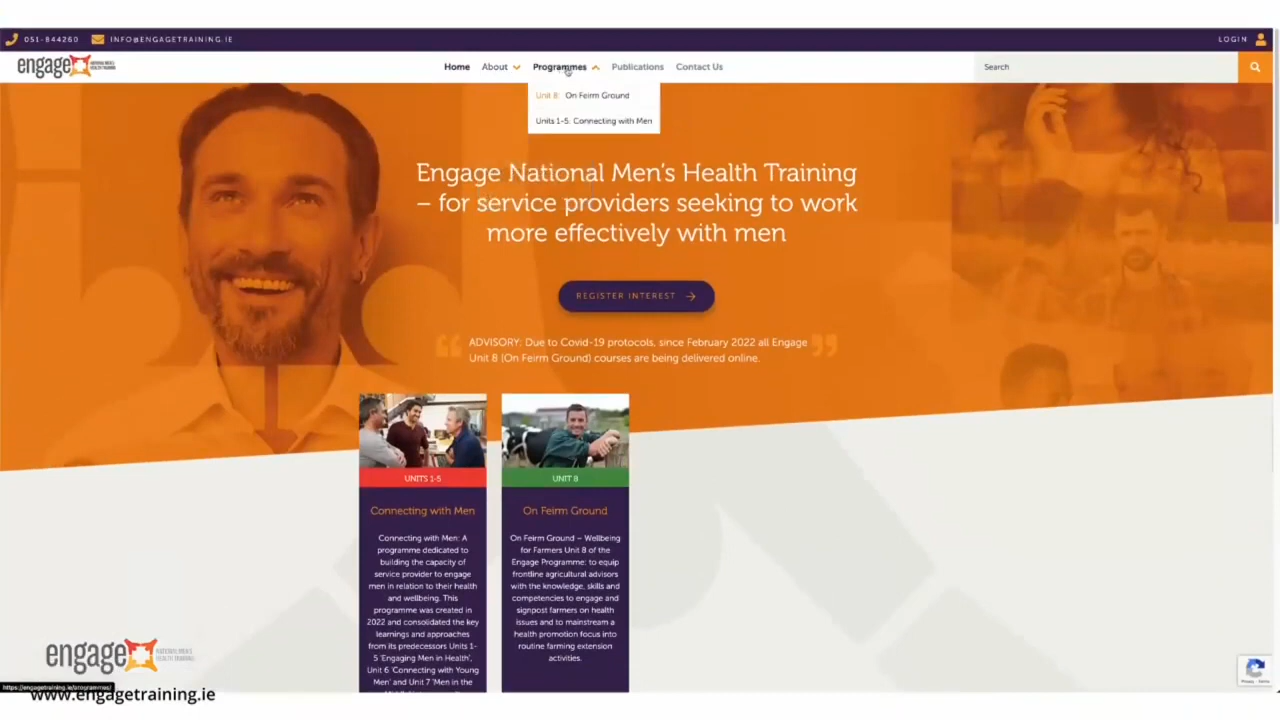 051-844260 INFO@ENGAGETRAINING.IE LOGIN
engage NATIONAL MEN'S HEALTH TRAINING
Home About Programmes Publications Contact Us Search
Unit 8: On Feirm Ground
Units 1-5: Connecting with Men
Engage National Men's Health Training
– for service providers seeking to work
more effectively with men
REGISTER INTEREST
ADVISORY: Due to Covid-19 protocols, since February 2022 all Engage
Unit 8 (On Feirm Ground) courses are being delivered online.
UNITS 1-5
Connecting with Men
Connecting with Men: A
programme dedicated to
building the capacity of
service provider to engage
men in relation to their health
and wellbeing. This
programme was created in
2022 and consolidated the key
learnings and approaches
from its predecessors Units 1-
5 'Engaging Men in Health',
Unit 6 'Connecting with Young
Men' and Unit 7 'Men in the
UNIT 8
On Feirm Ground
On Feirm Ground – Wellbeing
for Farmers Unit 8 of the
Engage Programme: to equip
frontline agricultural advisors
with the knowledge, skills and
competencies to engage and
signpost farmers on health
issues and to mainstream a
health promotion focus into
routine farming extension
activities.
engage NATIONAL MEN'S HEALTH TRAINING
https://engagetraining.ie/programmes/
www.engagetraining.ie
Privacy - Terms